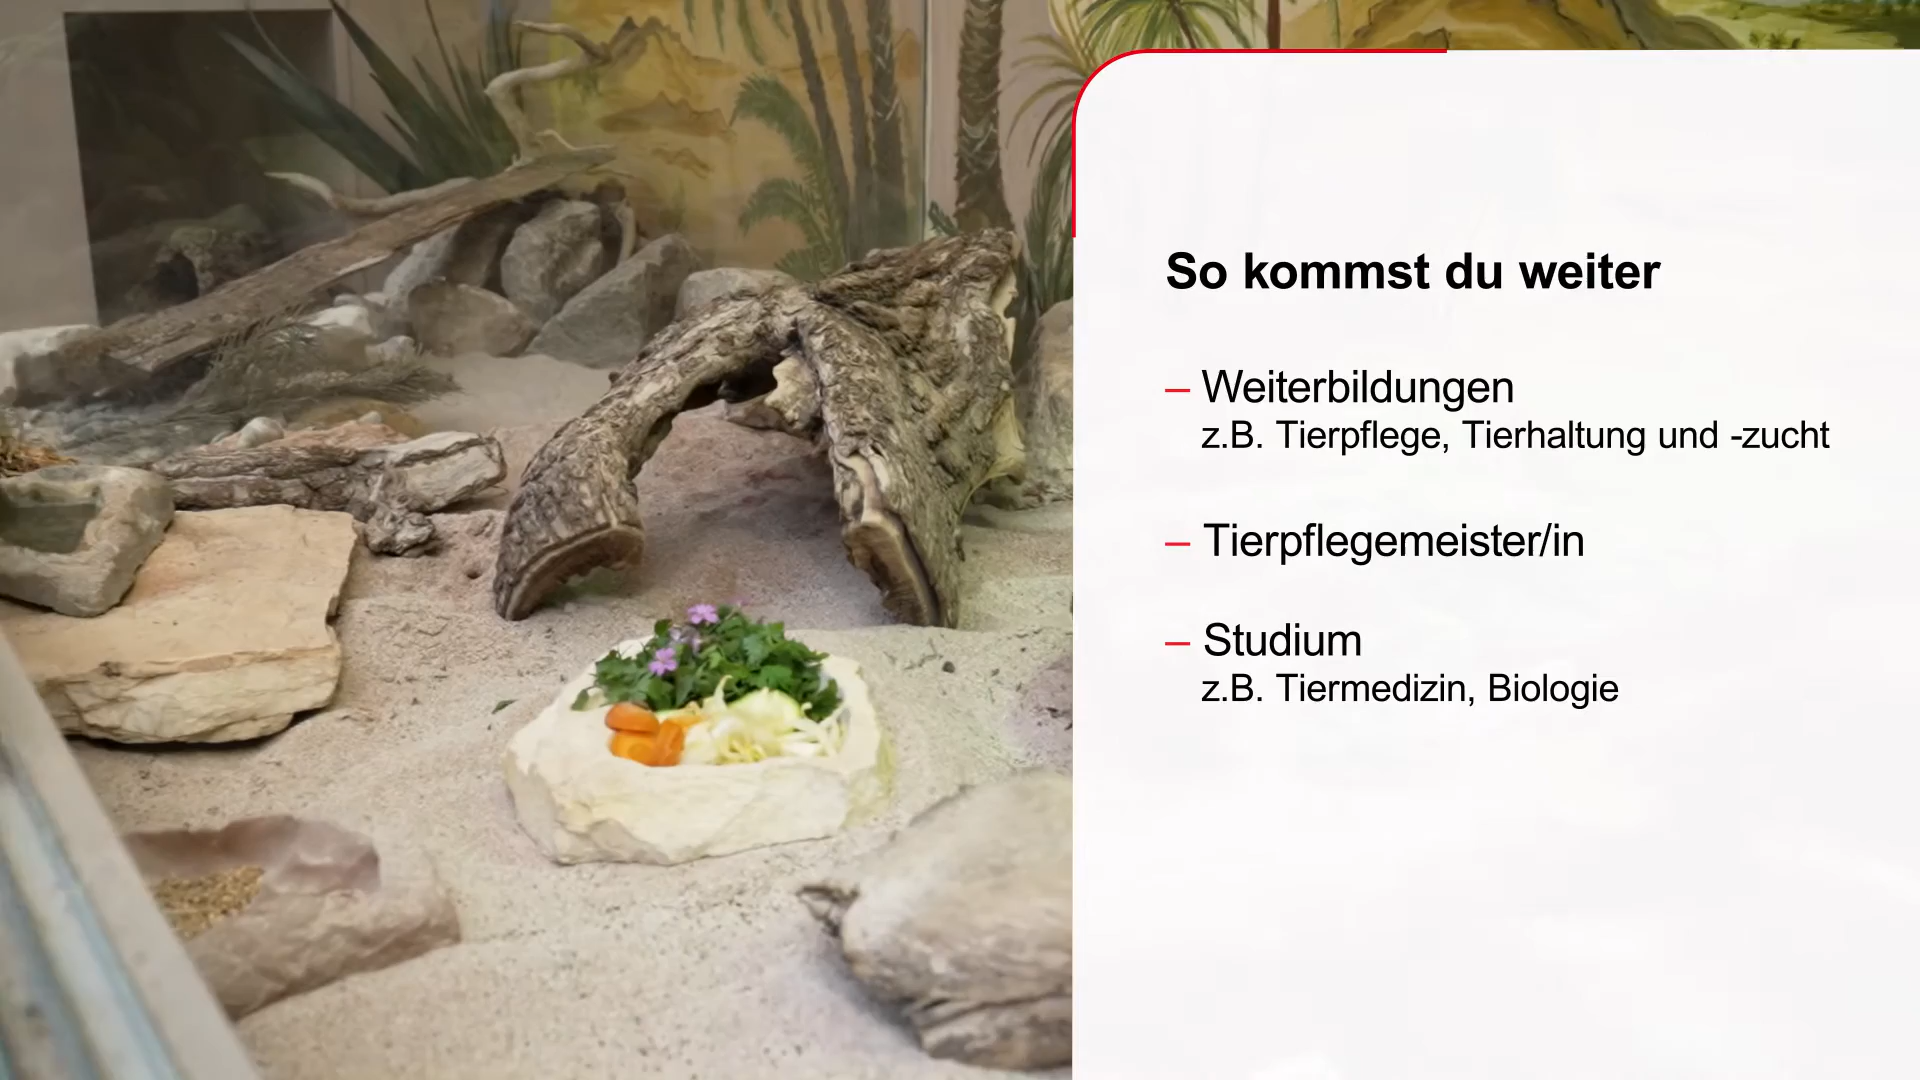 So kommst du weiter
– Weiterbildungen
z.B. Tierpflege, Tierhaltung und -zucht
– Tierpflegemeister/in
– Studium
z.B. Tiermedizin, Biologie